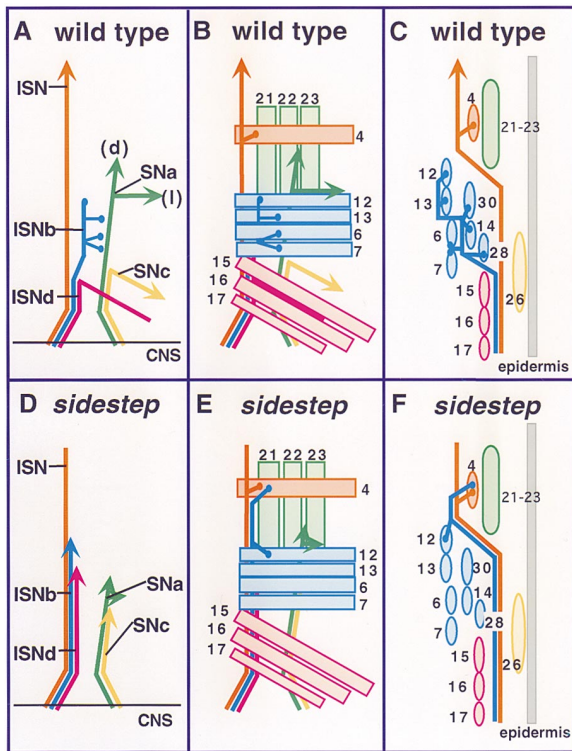 A wild type
ISN
(d)
SNa
(l)
ISNb
SNc
ISNd
CNS
B wild type
21 22 23
4
12
13
6
7
15
16
17
C wild type
4
21-23
12
13
30
6
14
7
28
15
26
16
17
epidermis
D sidestep
ISN
ISNb
SNa
SNc
ISNd
CNS
E sidestep
21 22 23
4
12
13
6
7
15
16
17
F sidestep
4
21-23
12
13
30
6
14
7
28
15
26
16
17
epidermis